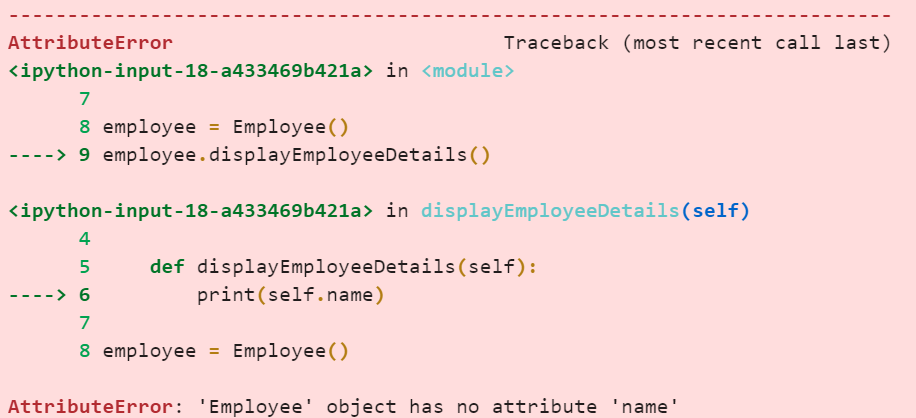 ---------------------------------------------------------------------------
AttributeError                            Traceback (most recent call last)
<ipython-input-18-a433469b421a> in <module>
      7
      8 employee = Employee()
----> 9 employee.displayEmployeeDetails()

<ipython-input-18-a433469b421a> in displayEmployeeDetails(self)
      4
      5     def displayEmployeeDetails(self):
----> 6         print(self.name)
      7
      8 employee = Employee()

AttributeError: 'Employee' object has no attribute 'name'